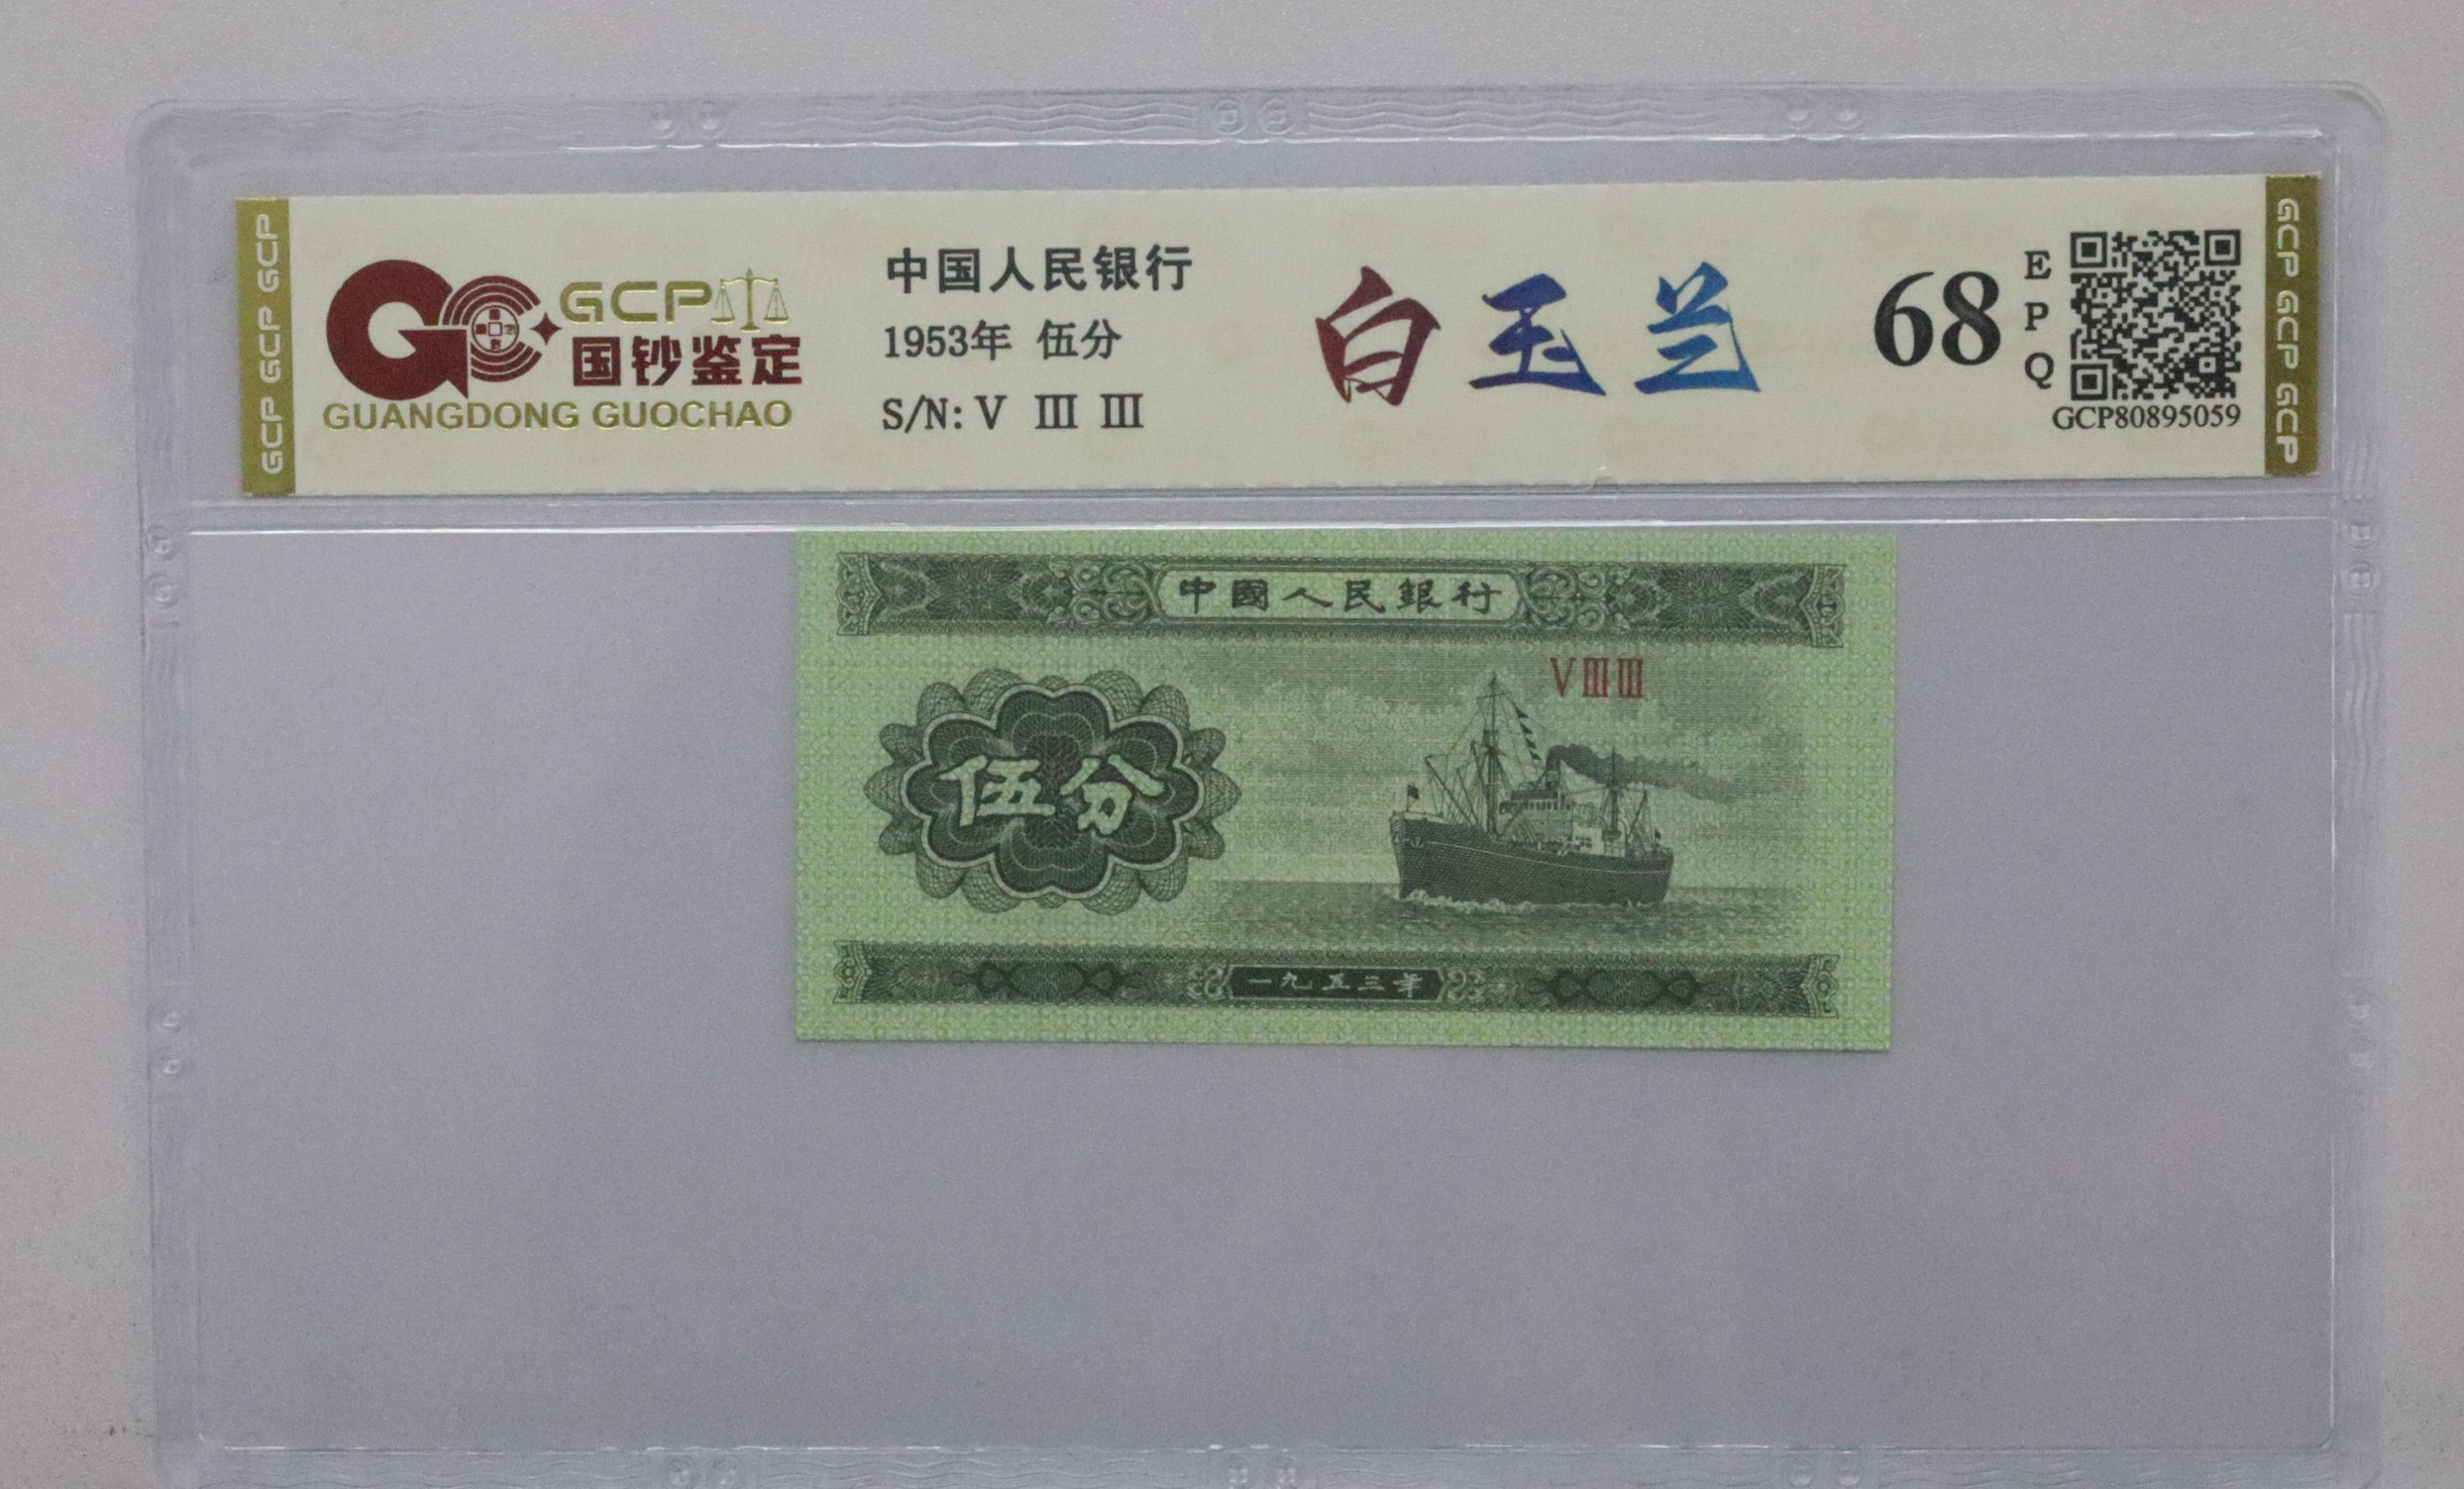 GCP GCP GCP
GCP
国钞鉴定
GUANGDONG GUOCHAO
中国人民银行
1953年 伍分
S/N: V Ⅲ Ⅲ
白玉兰
68
EPQ
GCP80895059
GCP GCP GCP
中國人民銀行
V Ⅲ Ⅲ
伍分
一九五三年